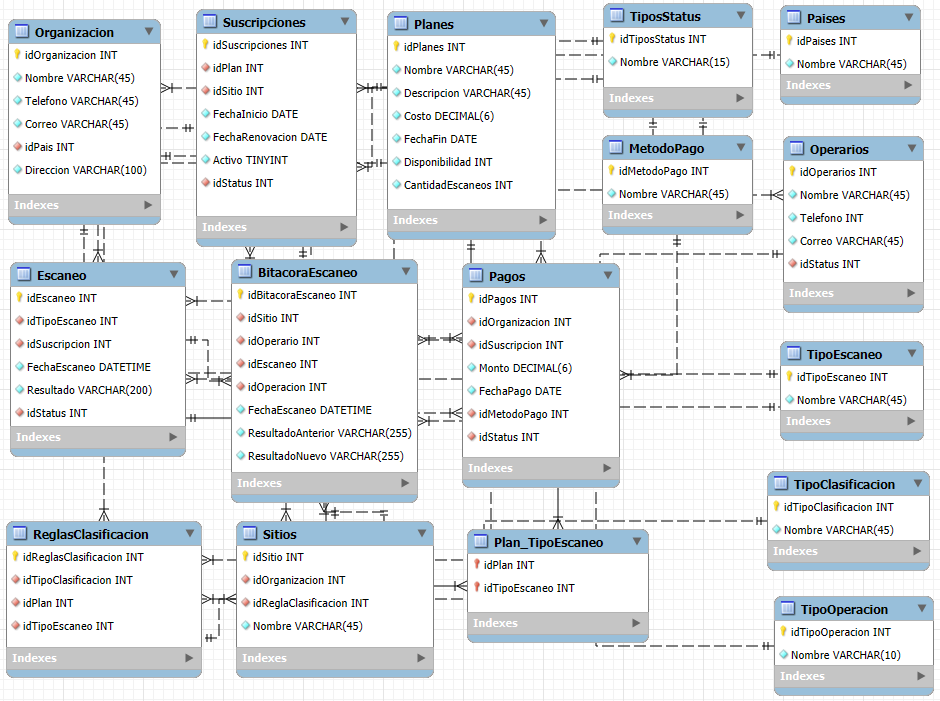 Organizacion
idOrganizacion INT
Nombre VARCHAR(45)
Telefono VARCHAR(45)
Correo VARCHAR(45)
idPais INT
Direccion VARCHAR(100)
Indexes
Suscripciones
idSuscripciones INT
idPlan INT
idSitio INT
FechaInicio DATE
FechaRenovacion DATE
Activo TINYINT
idStatus INT
Indexes
Planes
idPlanes INT
Nombre VARCHAR(45)
Descripcion VARCHAR(45)
Costo DECIMAL(6)
FechaFin DATE
Disponibilidad INT
CantidadEscaneos INT
Indexes
TiposStatus
idTiposStatus INT
Nombre VARCHAR(15)
Indexes
Paises
idPaises INT
Nombre VARCHAR(45)
Indexes
MetodoPago
idMetodoPago INT
Nombre VARCHAR(45)
Indexes
Operarios
idOperarios INT
Nombre VARCHAR(45)
Telefono INT
Correo VARCHAR(45)
idStatus INT
Indexes
Escaneo
idEscaneo INT
idTipoEscaneo INT
idSuscripcion INT
FechaEscaneo DATETIME
Resultado VARCHAR(200)
idStatus INT
Indexes
BitacoraEscaneo
idBitacoraEscaneo INT
idSitio INT
idOperario INT
idEscaneo INT
idOperacion INT
FechaEscaneo DATETIME
ResultadoAnterior VARCHAR(255)
ResultadoNuevo VARCHAR(255)
Indexes
Pagos
idPagos INT
idOrganizacion INT
idSuscripcion INT
Monto DECIMAL(6)
FechaPago DATE
idMetodoPago INT
idStatus INT
Indexes
TipoEscaneo
idTipoEscaneo INT
Nombre VARCHAR(45)
Indexes
TipoClasificacion
idTipoClasificacion INT
Nombre VARCHAR(45)
Indexes
ReglasClasificacion
idReglasClasificacion INT
idTipoClasificacion INT
idPlan INT
idTipoEscaneo INT
Indexes
Sitios
idSitio INT
idOrganizacion INT
idReglaClasificacion INT
Nombre VARCHAR(45)
Indexes
Plan_TipoEscaneo
idPlan INT
idTipoEscaneo INT
Indexes
TipoOperacion
idTipoOperacion INT
Nombre VARCHAR(10)
Indexes